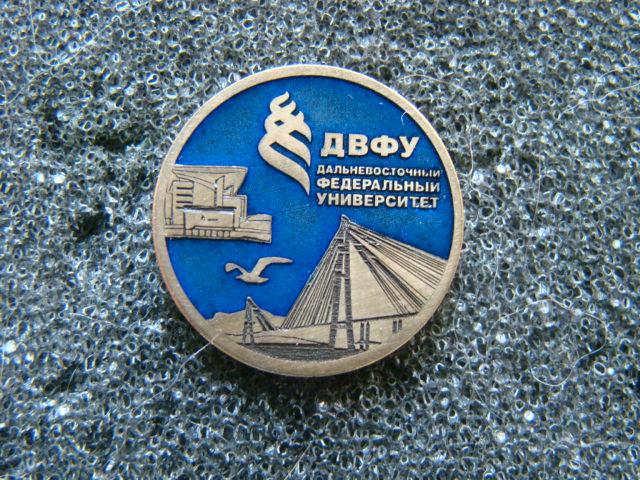 ДВФУ
ДАЛЬНЕВОСТОЧНЫЙ
ФЕДЕРАЛЬНЫЙ
УНИВЕРСИТЕТ